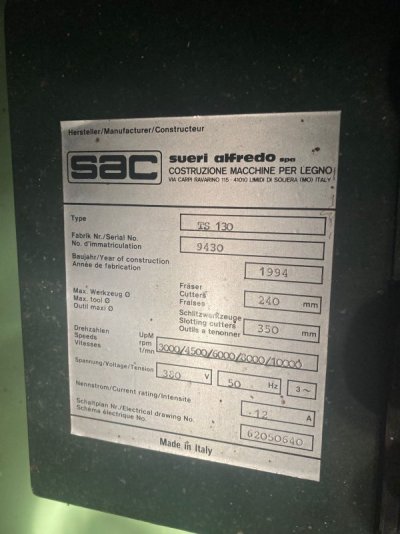 Hersteller/Manufacturer/Constructeur
sac sueri alfredo spa
COSTRUZIONE MACCHINE PER LEGNO
VIA CARPI RAVARINO 115 - 41010 LIMIDI DI SOLIERA (MO) ITALY
Type TS 130
Fabrik Nr./Serial No.
No. d'immatriculation 9430
Baujahr/Year of construction
Année de fabrication 1994
Max. Werkzeug Ø
Max. tool Ø
Outil maxi Ø
Fräser
Cutters
Fraises 240 mm
Schlitzwerkzeuge
Slotting cutters
Outils a tenonner 350 mm
Drehzahlen UpM
Speeds rpm
Vitesses t/mn 3000/4500/6000/8000/10000
Spannung/Voltage/Tension 380 V 50 Hz 3~
Nennstrom/Current rating/Intensité 12 A
Schaltplan Nr./Electrical drawing No.
Schéma électrique No. 62050640
Made in Italy